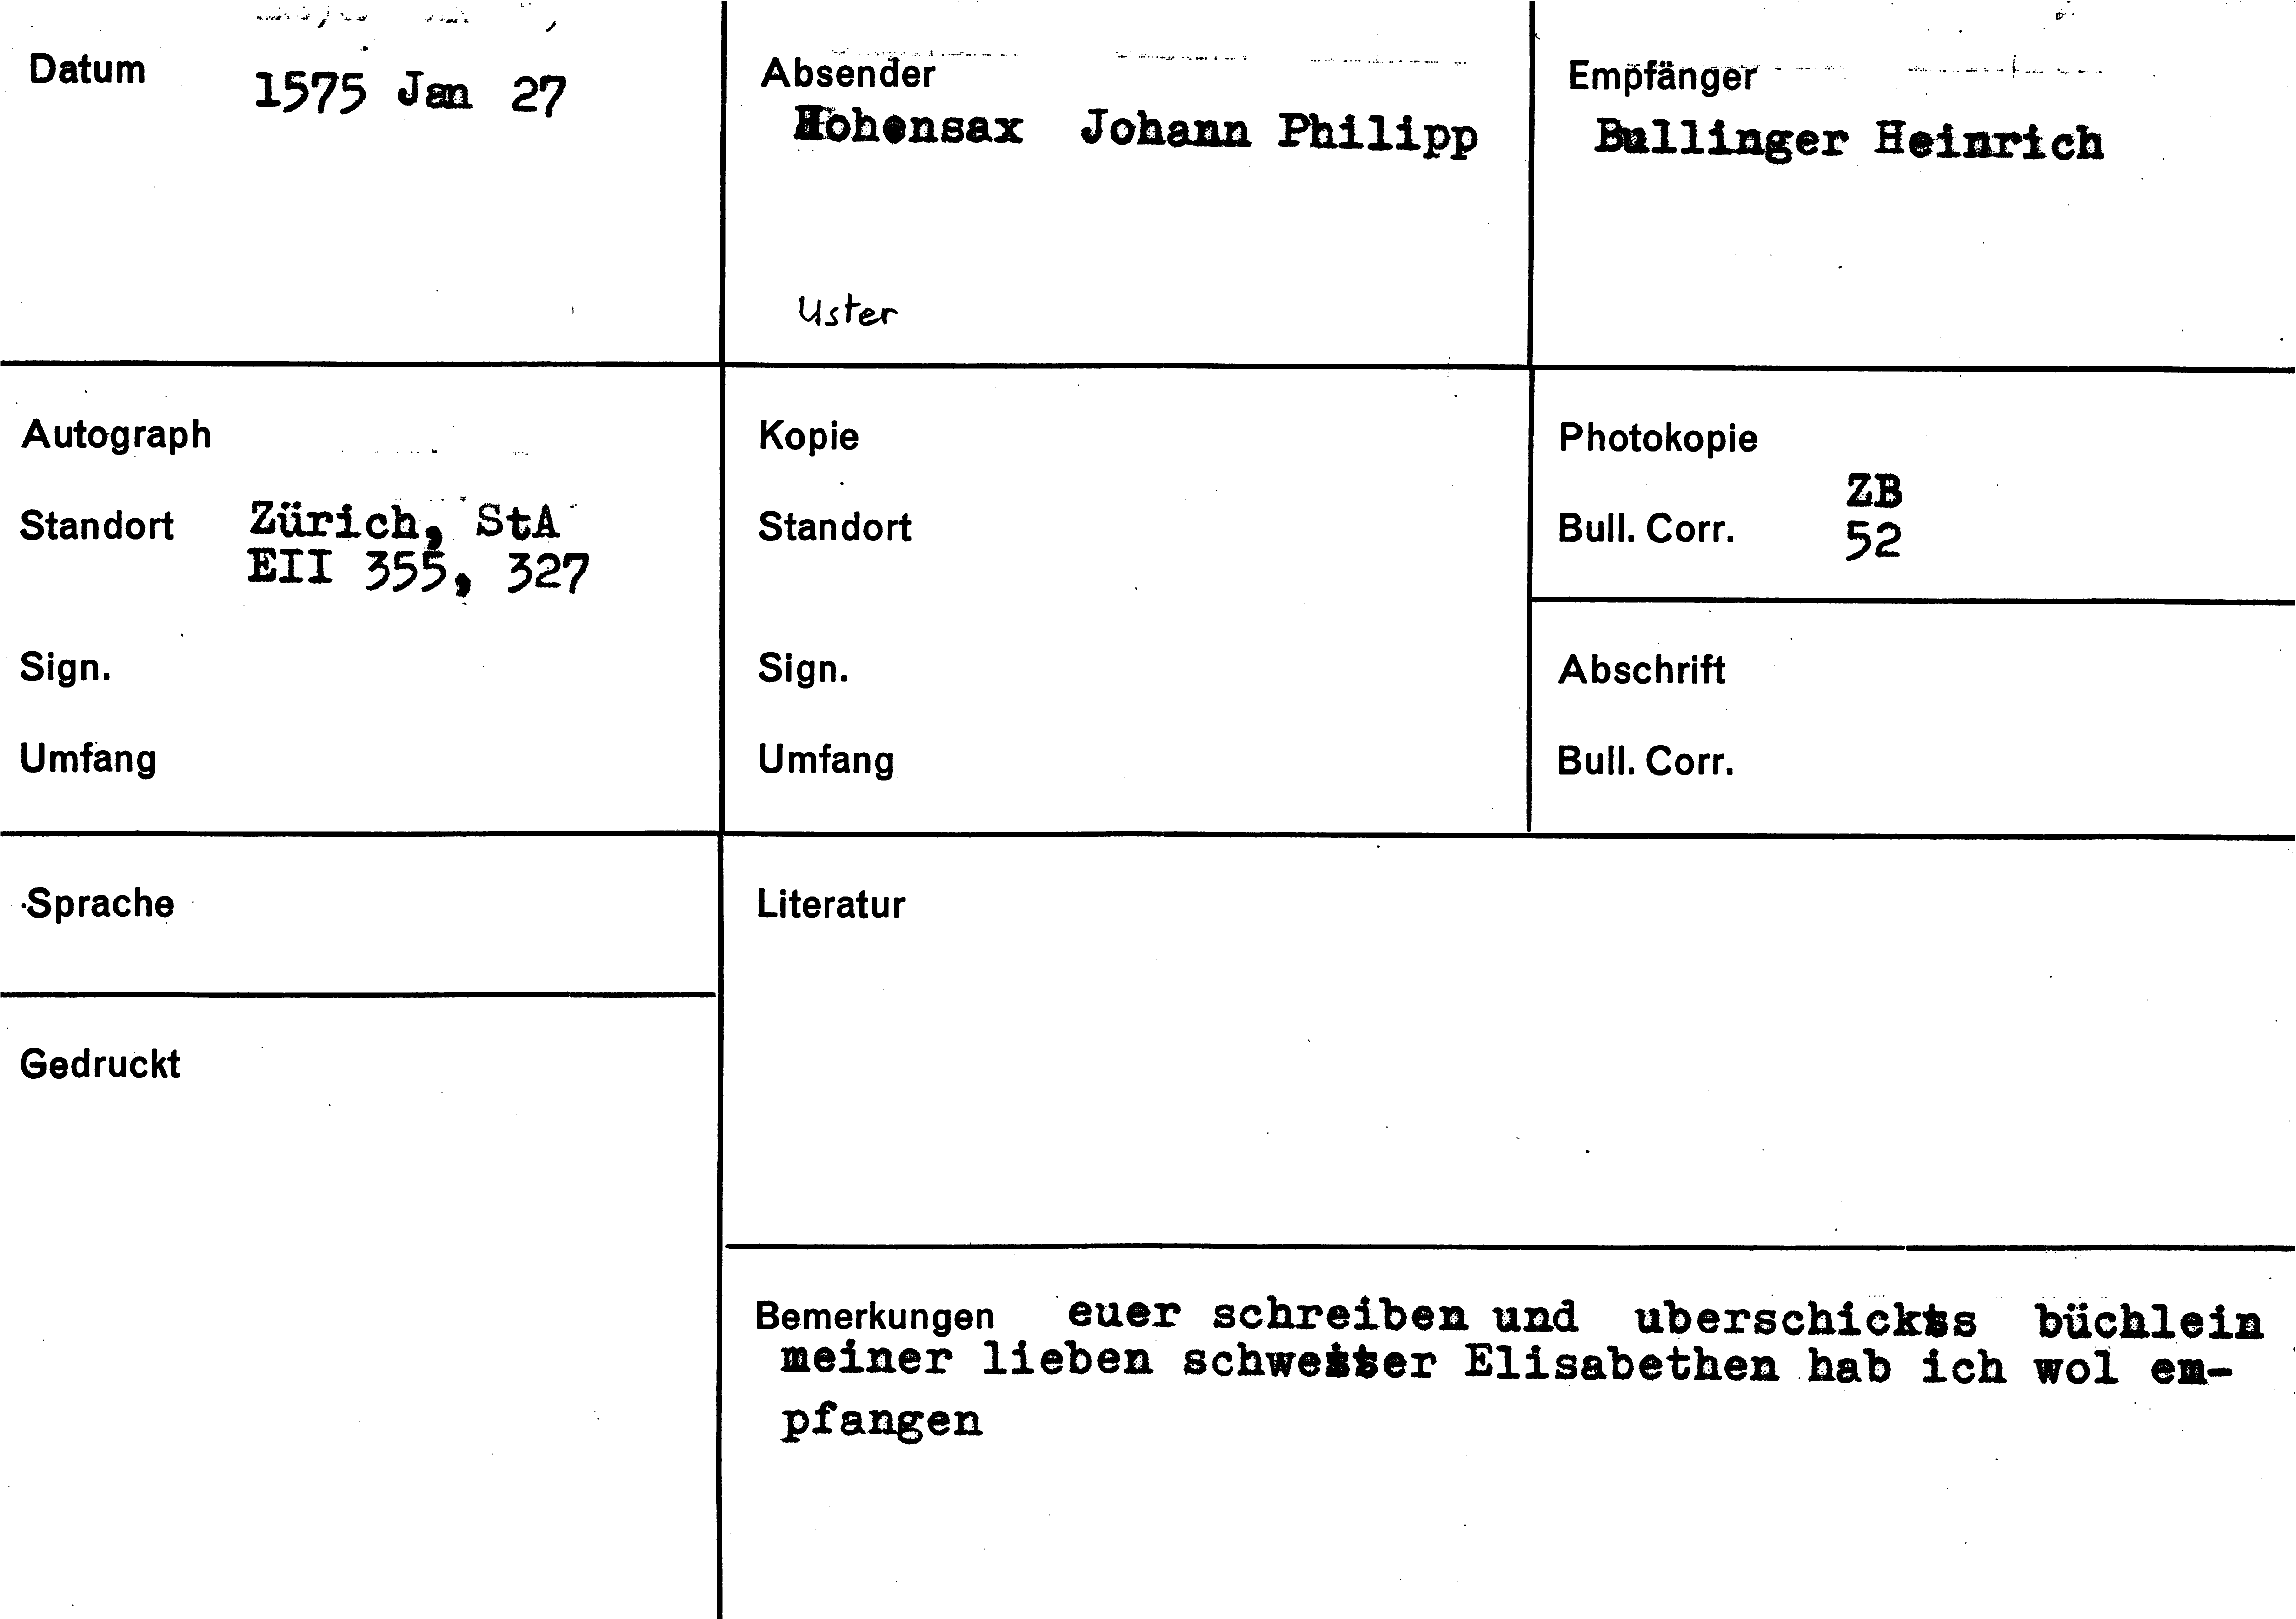 Datum 1575 Jan 27
Absender
Hohensax Johann Philipp
Uster
Empfänger
Bullinger Heinrich
Autograph
Standort Zürich, StA
EII 355, 327
Sign.
Umfang
Kopie
Standort
Sign.
Umfang
Photokopie
ZB
Bull. Corr. 52
Abschrift
Bull. Corr.
Sprache
Gedruckt
Literatur
Bemerkungen euer schreiben und büchlein
meiner lieben schwester Elisabethen hab ich wol em-
pfangen